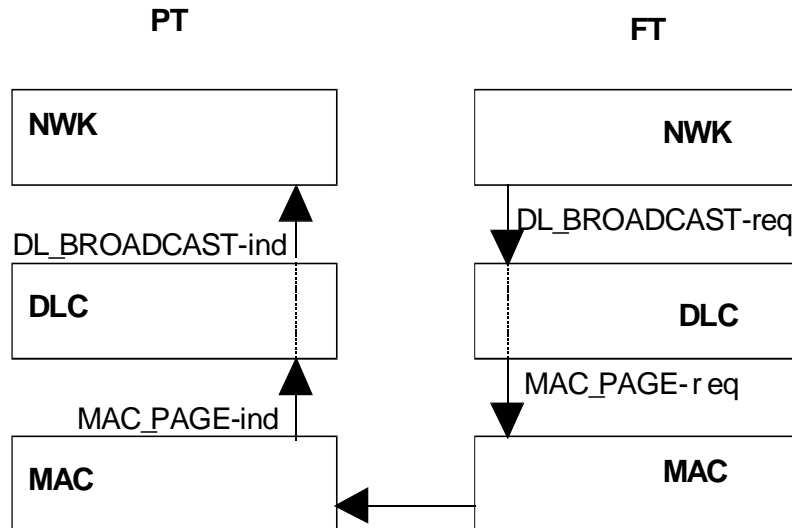 PT FT
NWK NWK
DL_BROADCAST-ind DL_BROADCAST-req
DLC DLC
MAC_PAGE-ind MAC_PAGE-req
MAC MAC